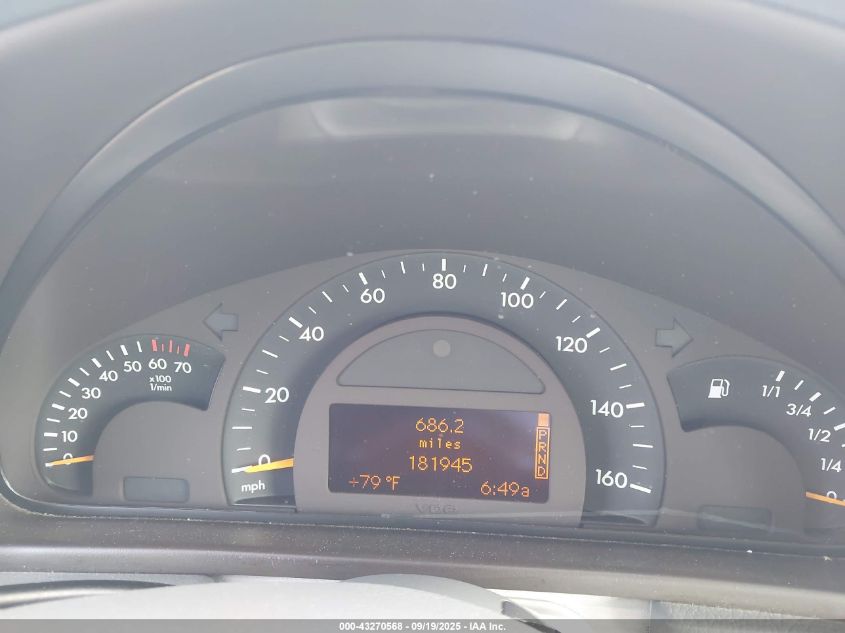 80
60
100
40
120
20
140
0
160
mph
50
60
70
40
30
20
10
0
x100
1/min
1/1
3/4
1/2
1/4
0
686.2
miles
181945
+79°F
6:49a
P
R
N
D
VDO
000-43270568 - 09/19/2025 - IAA Inc.